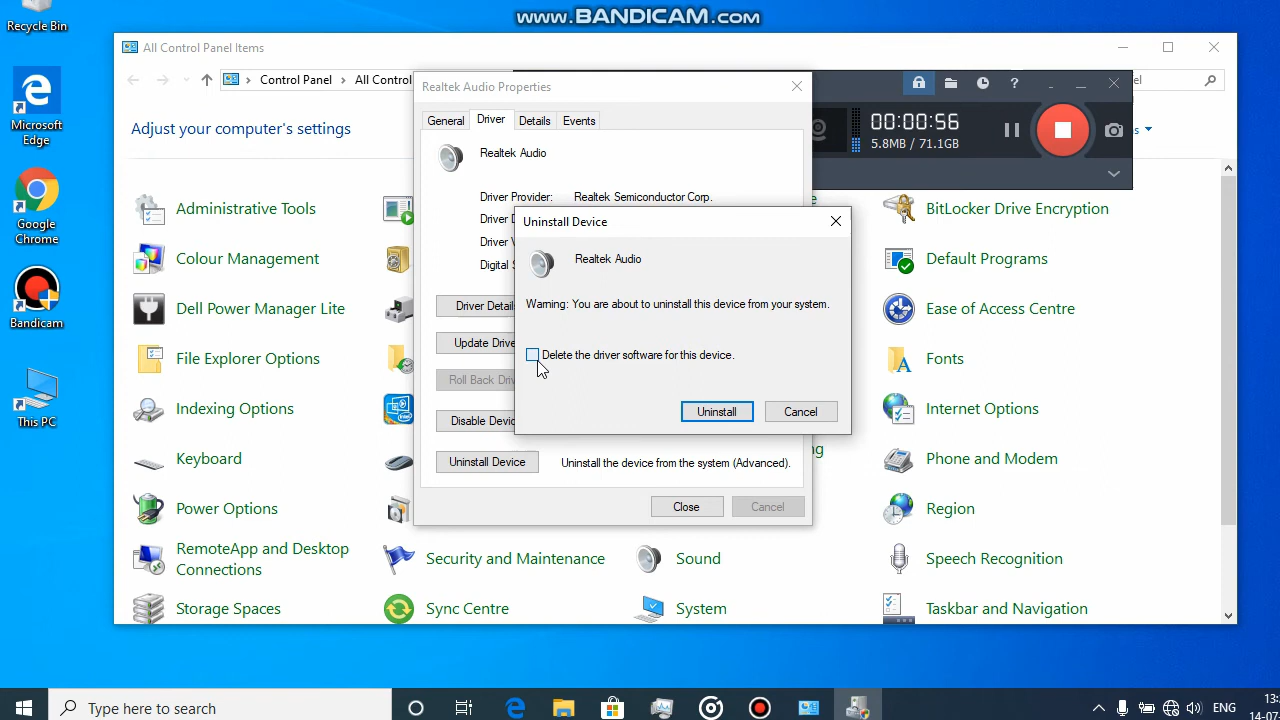 www.BANDICAM.com
Recycle Bin
Microsoft
Edge
Google
Chrome
Bandicam
This PC
All Control Panel Items
Control Panel
All Control
Adjust your computer's settings
Realtek Audio Properties
General
Driver
Details
Events
Realtek Audio
Driver Provider:
Realtek Semiconductor Corp.
Digital S
Driver Details
Update Driver
Roll Back Driv
Disable Device
Uninstall Device
Uninstall the device from the system (Advanced).
Close
Cancel
Uninstall Device
Realtek Audio
Warning: You are about to uninstall this device from your system.
Delete the driver software for this device.
Uninstall
Cancel
?
00:00:56
5.8MB / 71.1GB
Administrative Tools
BitLocker Drive Encryption
Colour Management
Default Programs
Dell Power Manager Lite
Ease of Access Centre
File Explorer Options
Fonts
Indexing Options
Internet Options
Keyboard
Phone and Modem
Power Options
Region
RemoteApp and Desktop
Connections
Security and Maintenance
Sound
Speech Recognition
Storage Spaces
Sync Centre
System
Taskbar and Navigation
Type here to search
ENG
13:
14-07